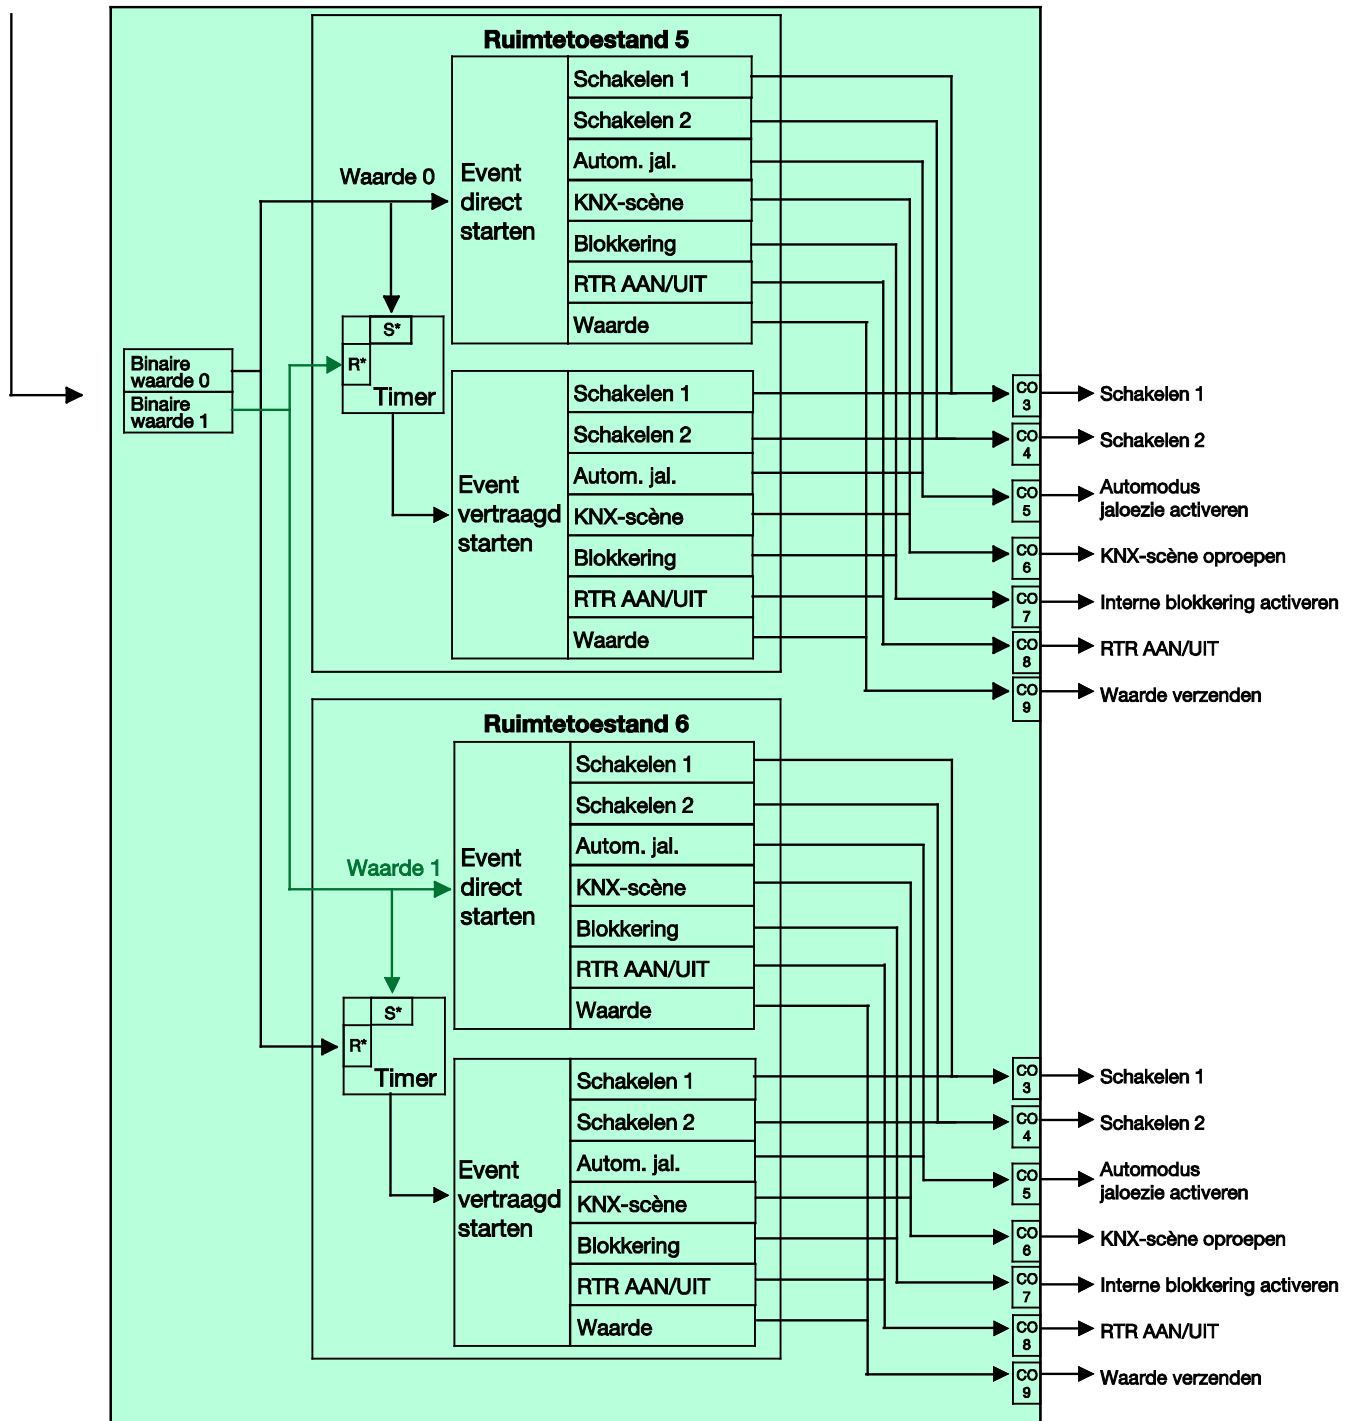 Ruimtetoestand 5
Schakelen 1
Schakelen 2
Autom. jal.
KNX-scène
Blokkering
RTR AAN/UIT
Waarde
Event
direct
starten
Waarde 0
S*
R*
Timer
Binaire
waarde 0
Binaire
waarde 1
Event
vertraagd
starten
Schakelen 1
Schakelen 2
Autom. jal.
KNX-scène
Blokkering
RTR AAN/UIT
Waarde
CO
3
Schakelen 1
CO
4
Schakelen 2
CO
5
Automodus
jaloezie activeren
CO
6
KNX-scène oproepen
CO
7
Interne blokkering activeren
CO
8
RTR AAN/UIT
CO
9
Waarde verzenden
Ruimtetoestand 6
Schakelen 1
Schakelen 2
Autom. jal.
KNX-scène
Blokkering
RTR AAN/UIT
Waarde
Event
direct
starten
Waarde 1
S*
R*
Timer
Event
vertraagd
starten
Schakelen 1
Schakelen 2
Autom. jal.
KNX-scène
Blokkering
RTR AAN/UIT
Waarde
CO
3
Schakelen 1
CO
4
Schakelen 2
CO
5
Automodus
jaloezie activeren
CO
6
KNX-scène oproepen
CO
7
Interne blokkering activeren
CO
8
RTR AAN/UIT
CO
9
Waarde verzenden